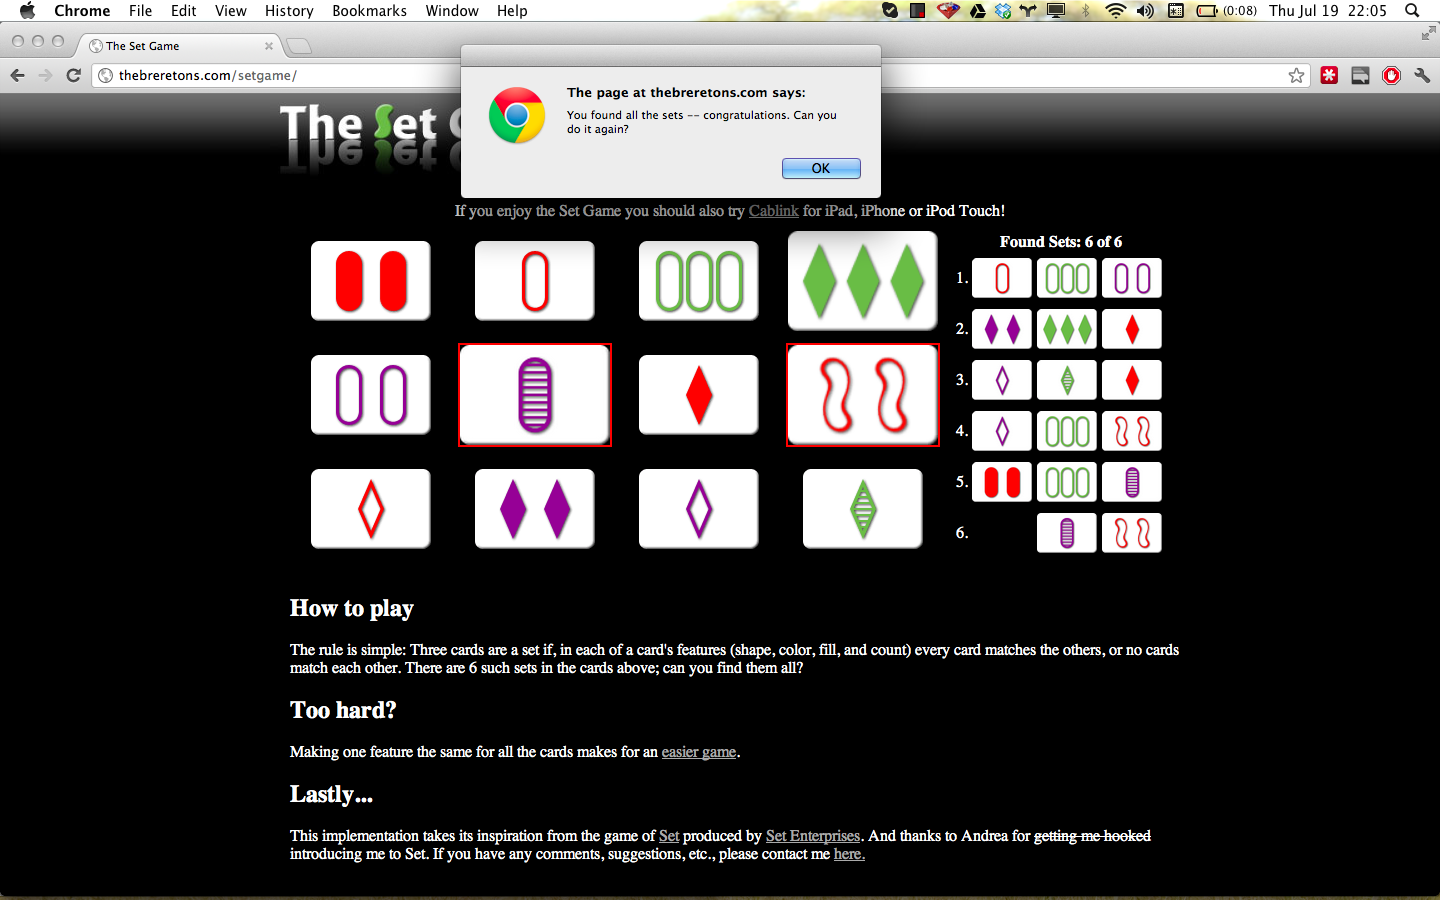 Chrome File Edit View History Bookmarks Window Help (0:08) Thu Jul 19 22:05
The Set Game
thebreretons.com/setgame/
The page at thebreretons.com says:
You found all the sets -- congratulations. Can you
do it again?
OK
The Set
If you enjoy the Set Game you should also try Cablink for iPad, iPhone or iPod Touch!
Found Sets: 6 of 6
1.
2.
3.
4.
5.
6.
How to play
The rule is simple: Three cards are a set if, in each of a card's features (shape, color, fill, and count) every card matches the others, or no cards
match each other. There are 6 such sets in the cards above; can you find them all?
Too hard?
Making one feature the same for all the cards makes for an easier game.
Lastly...
This implementation takes its inspiration from the game of Set produced by Set Enterprises. And thanks to Andrea for getting me hooked
introducing me to Set. If you have any comments, suggestions, etc., please contact me here.